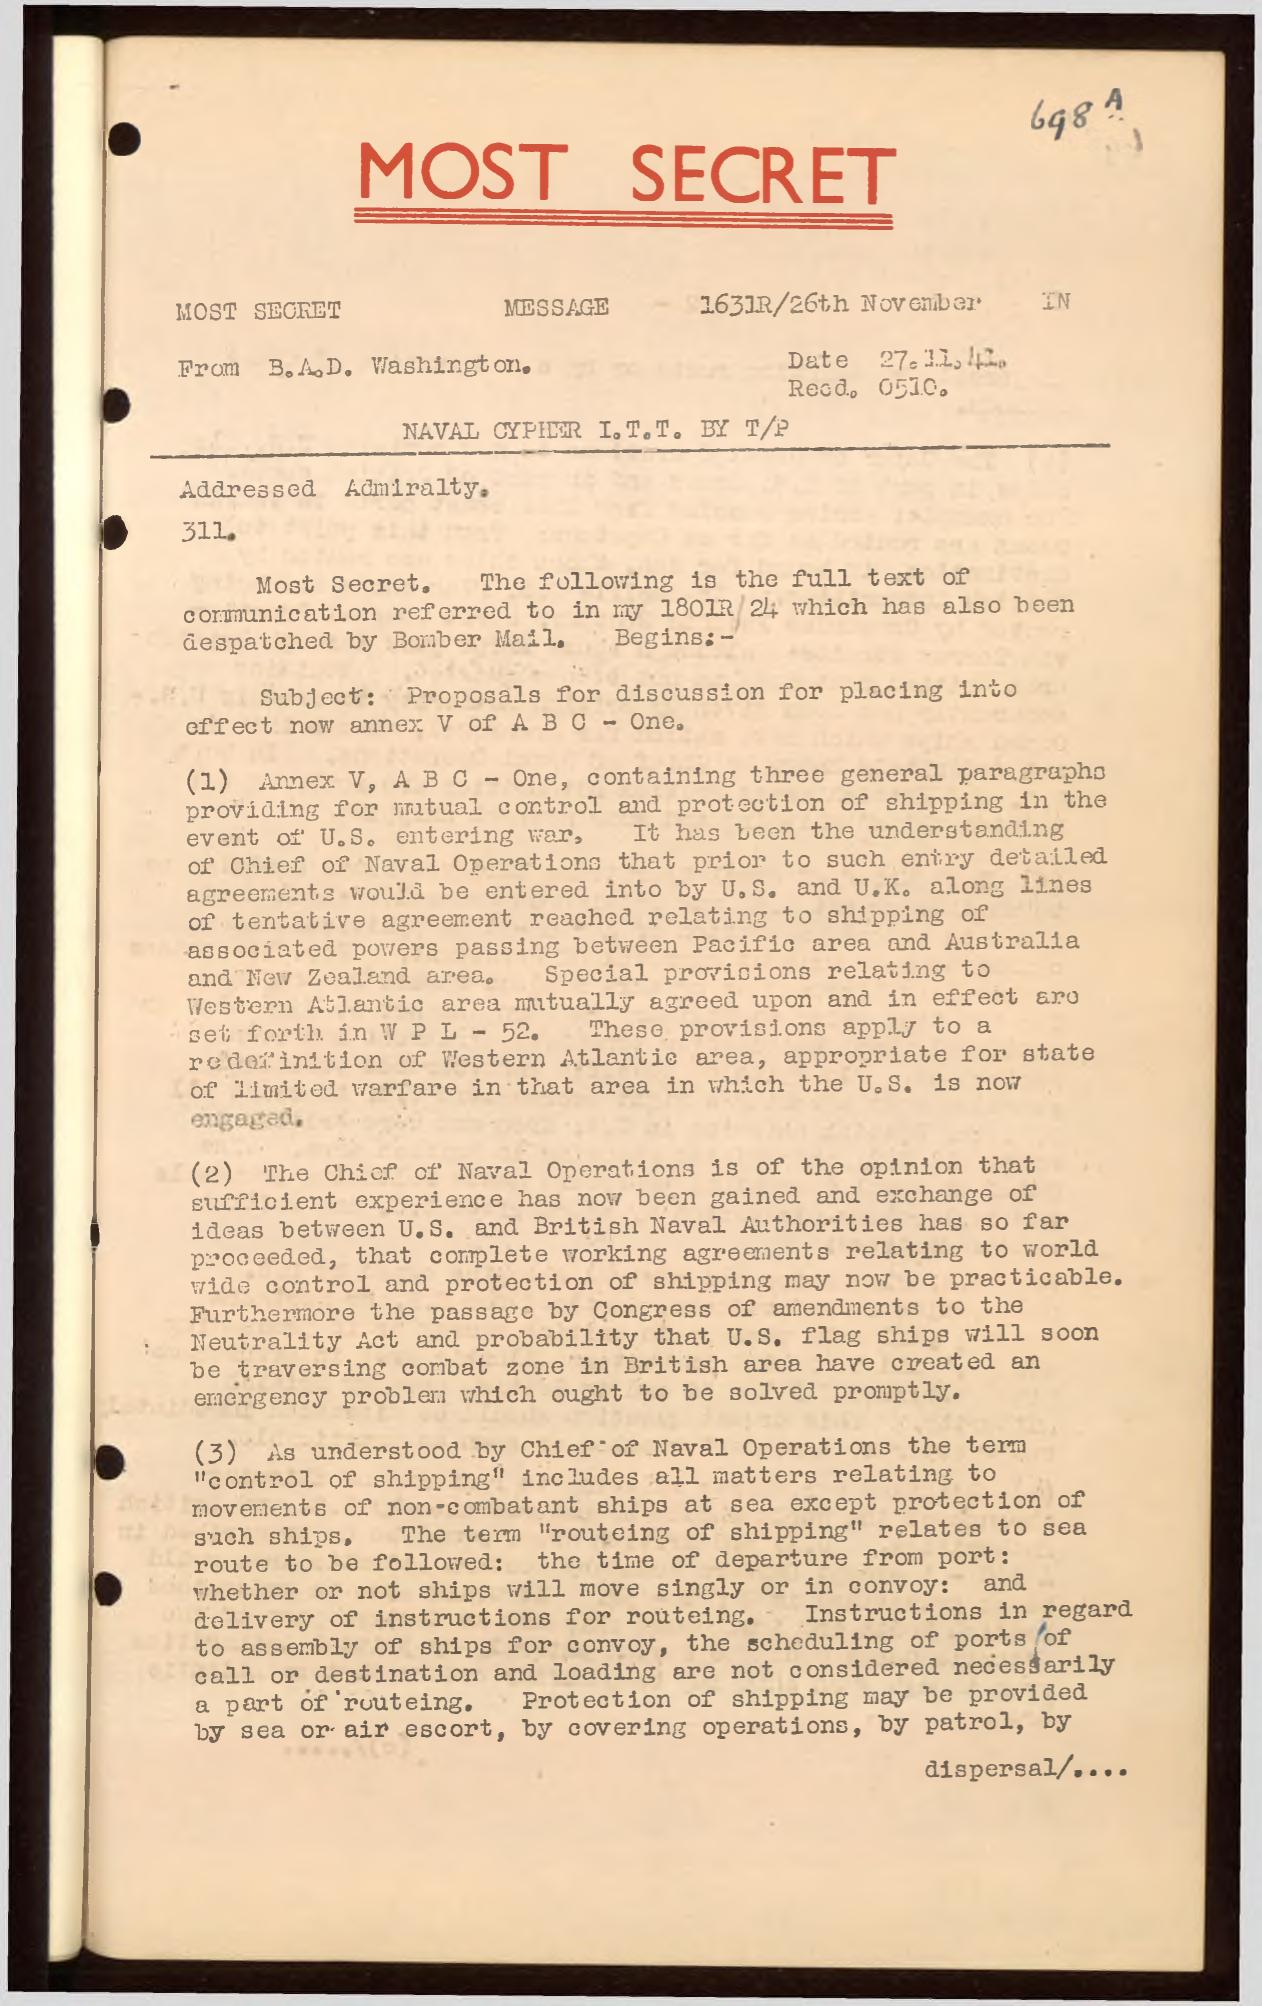 698 A
MOST SECRET
MOST SECRET MESSAGE 1631R/26th November IN
From B.A.D. Washington. Date 27.11.41.
Recd. 0510.
NAVAL CYPHER I.T.T. BY T/P
Addressed Admiralty.
311.
Most Secret. The following is the full text of
communication referred to in my 1801R/24 which has also been
despatched by Bomber Mail. Begins:-
Subject: Proposals for discussion for placing into
effect now annex V of A B C - One.
(1) Annex V, A B C - One, containing three general paragraphs
providing for mutual control and protection of shipping in the
event of U.S. entering war, It has been the understanding
of Chief of Naval Operations that prior to such entry detailed
agreements would be entered into by U.S. and U.K. along lines
of tentative agreement reached relating to shipping of
associated powers passing between Pacific area and Australia
and New Zealand area. Special provisions relating to
Western Atlantic area mutually agreed upon and in effect are
set forth in W P L - 52. These provisions apply to a
redefinition of Western Atlantic area, appropriate for state
of limited warfare in that area in which the U.S. is now
engaged.
(2) The Chief of Naval Operations is of the opinion that
sufficient experience has now been gained and exchange of
ideas between U.S. and British Naval Authorities has so far
proceeded, that complete working agreements relating to world
wide control and protection of shipping may now be practicable.
Furthermore the passage by Congress of amendments to the
Neutrality Act and probability that U.S. flag ships will soon
be traversing combat zone in British area have created an
emergency problem which ought to be solved promptly.
(3) As understood by Chief of Naval Operations the term
"control of shipping" includes all matters relating to
movements of non-combatant ships at sea except protection of
such ships. The term "routeing of shipping" relates to sea
route to be followed: the time of departure from port:
whether or not ships will move singly or in convoy: and
delivery of instructions for routeing. Instructions in regard
to assembly of ships for convoy, the scheduling of ports/of
call or destination and loading are not considered necessarily
a part of routeing. Protection of shipping may be provided
by sea or air escort, by covering operations, by patrol, by
dispersal/....